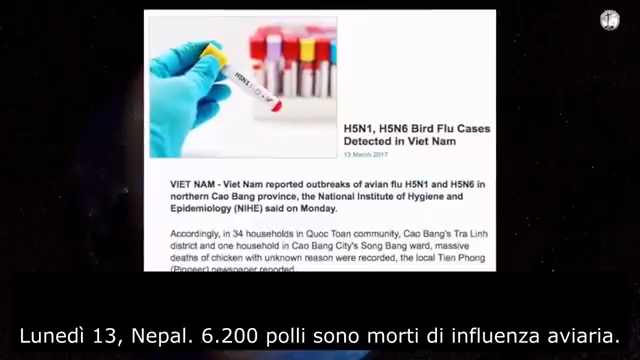 H5N1
H5N1, H5N6 Bird Flu Cases
Detected in Viet Nam
13 March 2017
VIET NAM - Viet Nam reported outbreaks of avian flu H5N1 and H5N6 in
northern Cao Bang province, the National Institute of Hygiene and
Epidemiology (NIHE) said on Monday.
Accordingly, in 34 households in Quoc Toan community, Cao Bang's Tra Linh
district and one household in Cao Bang City's Song Bang ward, massive
deaths of chicken with unknown reason were recorded, the local Tien Phong
(Pioneer) newspaper reported
Lunedì 13, Nepal. 6.200 polli sono morti di influenza aviaria.